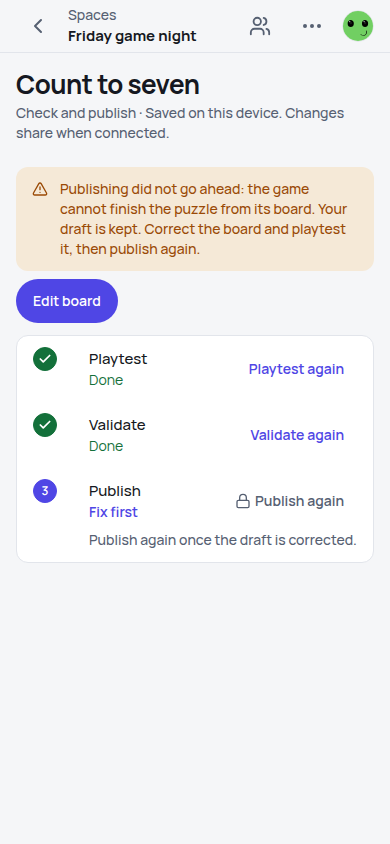 Spaces
Friday game night
Count to seven
Check and publish · Saved on this device. Changes
share when connected.
Publishing did not go ahead: the game
cannot finish the puzzle from its board. Your
draft is kept. Correct the board and playtest
it, then publish again.
Edit board
Playtest
Done
Playtest again
Validate
Done
Validate again
3
Publish
Fix first
Publish again
Publish again once the draft is corrected.